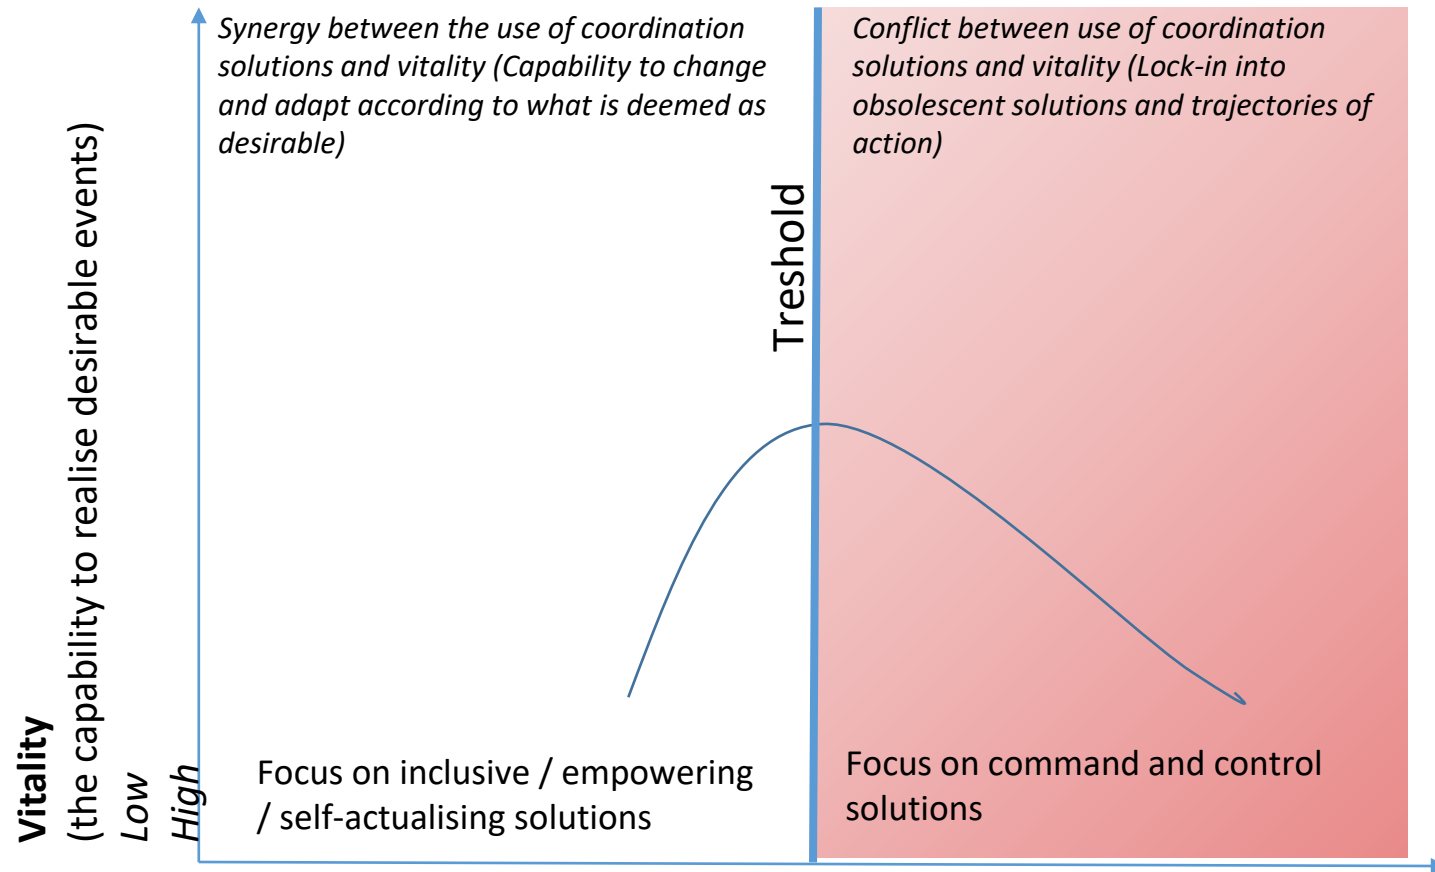 Synergy between the use of coordination
solutions and vitality (Capability to change
and adapt according to what is deemed as
desirable)
Conflict between use of coordination
solutions and vitality (Lock-in into
obsolescent solutions and trajectories of
action)
Treshold
Vitality
(the capability to realise desirable events)
Low
High
Focus on inclusive / empowering
/ self-actualising solutions
Focus on command and control
solutions